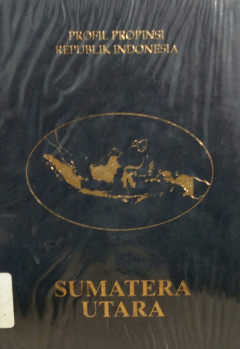 PROFIL PROPINSI
REPUBLIK INDONESIA
SUMATERA
UTARA